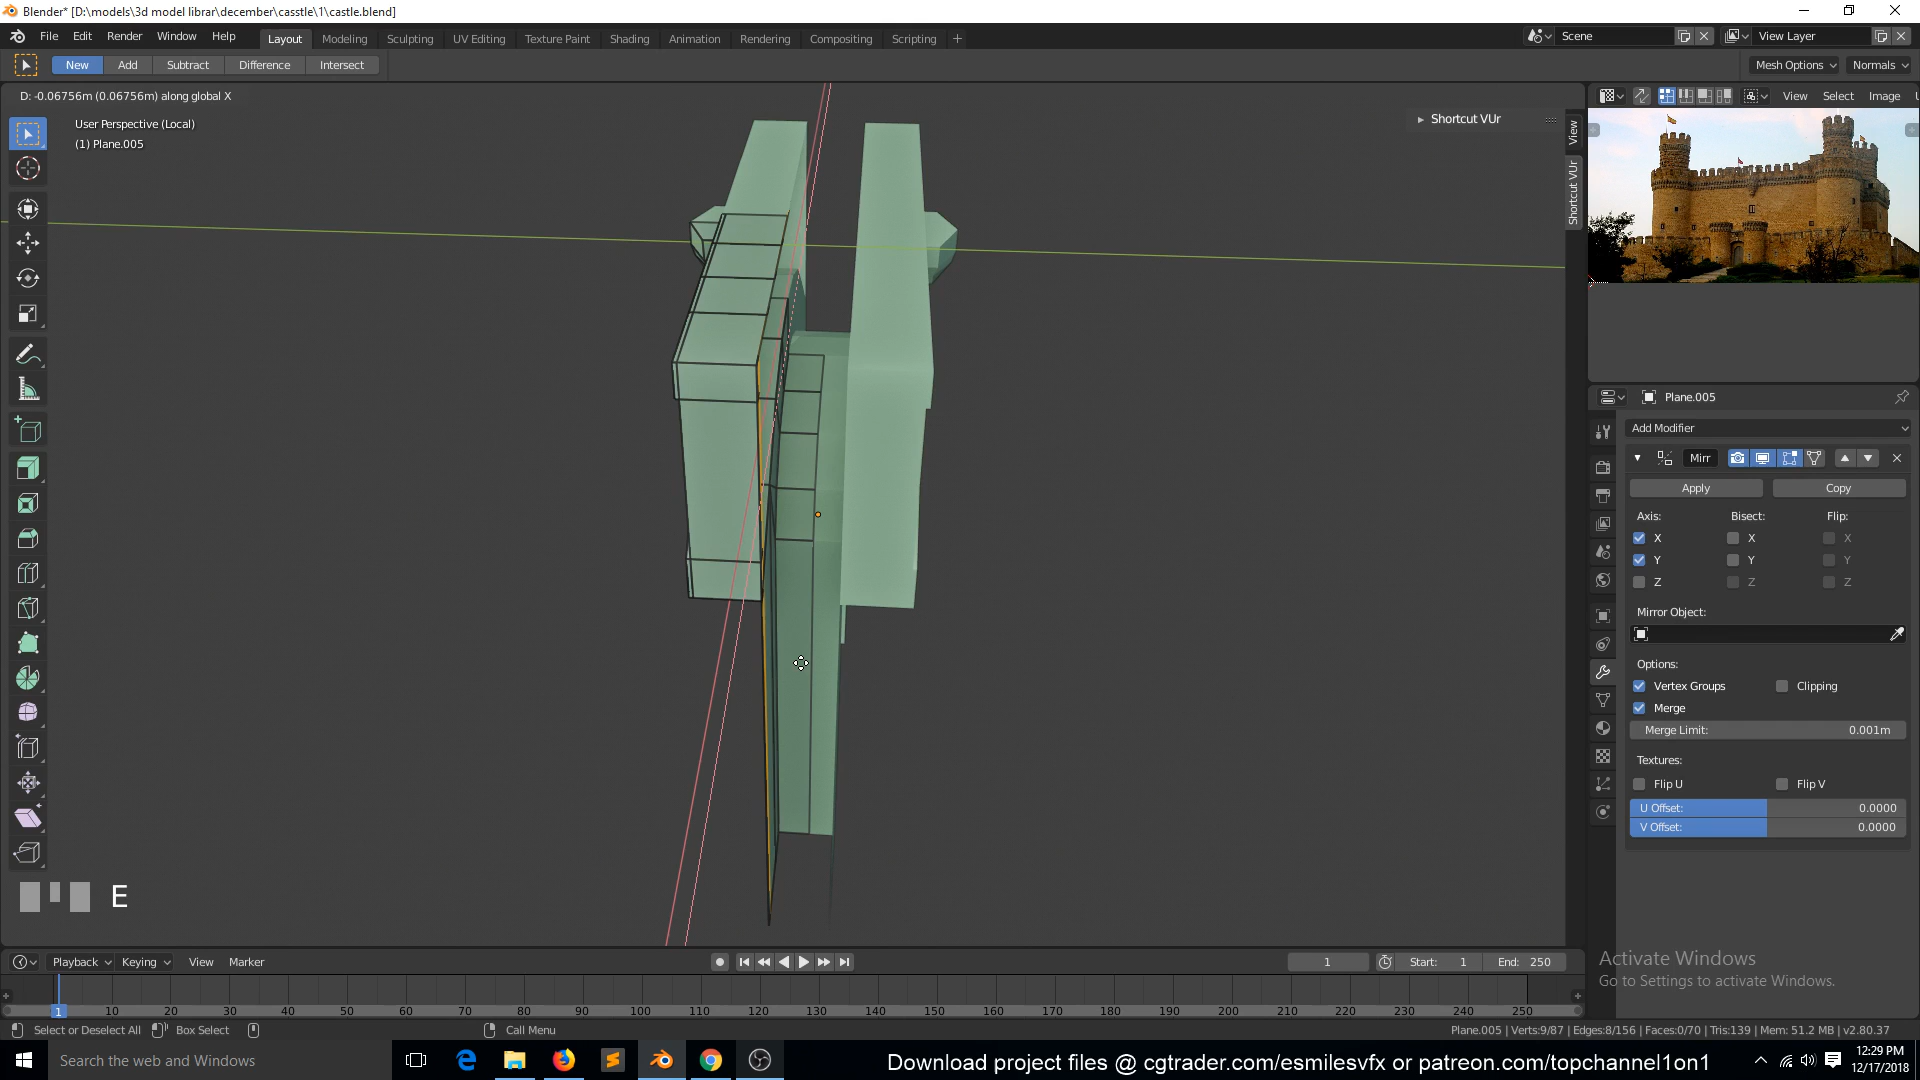 Blender* [D:\models\3d model librar\december\casstle\1\castle.blend]
File Edit Render Window Help
Layout Modeling Sculpting UV Editing Texture Paint Shading Animation Rendering Compositing Scripting +
Scene
View Layer
New Add Subtract Difference Intersect
Mesh Options Normals
D: -0.06756m (0.06756m) along global X
View Select Image
User Perspective (Local)
(1) Plane.005
Shortcut VUr
View
Shortcut VUr
Plane.005
Add Modifier
Mirr
Apply Copy
Axis: Bisect: Flip:
X X X
Y Y Y
Z Z Z
Mirror Object:
Options:
Vertex Groups Clipping
Merge
Merge Limit: 0.001m
Textures:
Flip U Flip V
U Offset: 0.0000
V Offset: 0.0000
E
Activate Windows
Go to Settings to activate Windows.
Playback Keying View Marker
1 Start: 1 End: 250
1 10 20 30 40 50 60 70 80 90 100 110 120 130 140 150 160 170 180 190 200 210 220 230 240 250
Select or Deselect All Box Select Call Menu
Plane.005 | Verts:9/87 | Edges:8/156 | Faces:0/70 | Tris:139 | Mem: 51.2 MB | v2.80.37
Search the web and Windows
Download project files @ cgtrader.com/esmilesvfx or patreon.com/topchannel1on1
12:29 PM
12/17/2018